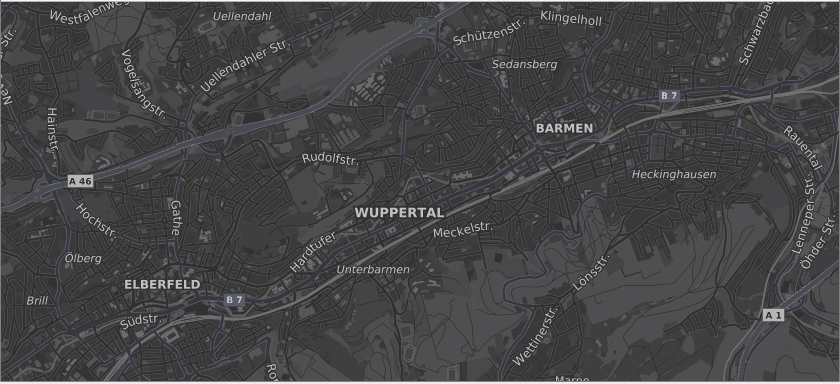 Westfalenweg
Uellendahl
Klingelholl
Schützenstr.
Schwarzbach
Uellendahler Str.
Vogelsangstr.
Sedansberg
B 7
Hainstr.
BARMEN
Rauental
Rudolfstr.
Heckinghausen
A 46
Hochstr.
Gathe
WUPPERTAL
Meckelstr.
Lenneper Str.
Öhder Str.
Hardtufer
Ölberg
Unterbarmen
Lönsstr.
ELBERFELD
Brill
B 7
A 1
Südstr.
Wettinerstr.